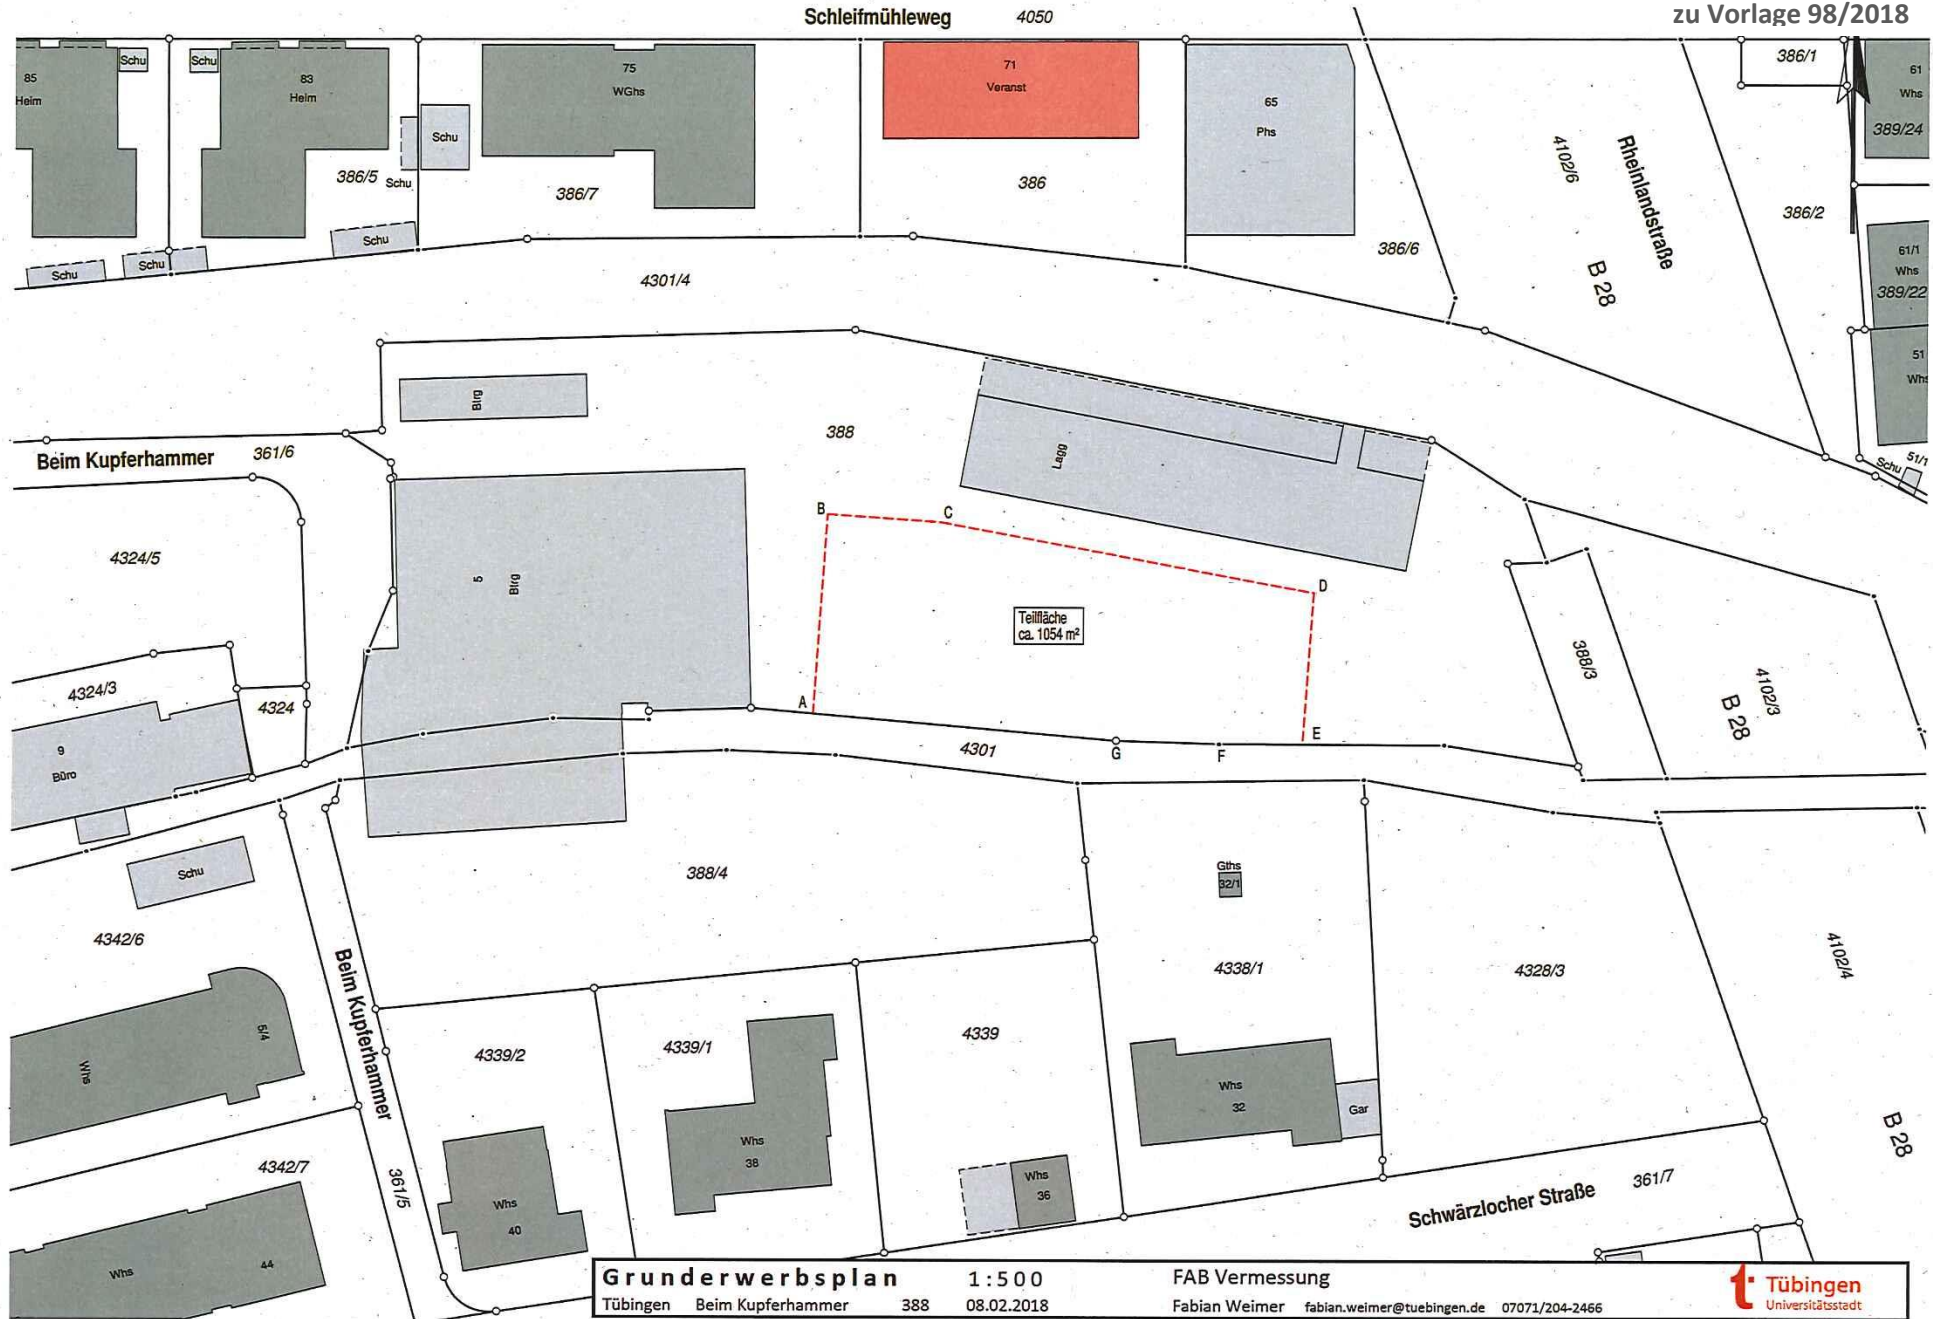 zu Vorlage 98/2018
Schleifmühleweg 4050
85
Heim
Schu
Schu
83
Heim
Schu
386/5
Schu
Schu
Schu
Schu
75
WGhs
386/7
71
Veranst
386
65
Phs
386/6
4102/6
Rheinlandstraße
B 28
386/1
386/2
61
Whs
389/24
61/1
Whs
389/22
51
Whs
51/1
Schu
4301/4
Btrg
388
Lagg
Beim Kupferhammer 361/6
4324/5
5
Btrg
B
C
D
Teilfläche
ca. 1054 m²
A
E
F
G
4301
388/3
4102/3
B 28
4324/3
4324
9
Büro
Schu
4342/6
388/4
Gths
32/1
4338/1
4328/3
4102/4
B 28
Beim Kupferhammer
361/5
5/4
Whs
4339/2
4339/1
4339
Whs
38
Whs
32
Gar
Whs
36
Whs
40
4342/7
Whs
44
Schwärzlocher Straße 361/7
Grunderwerbsplan 1:500 FAB Vermessung
Tübingen Beim Kupferhammer 388 08.02.2018 Fabian Weimer fabian.weimer@tuebingen.de 07071/204-2466
Tübingen
Universitätsstadt